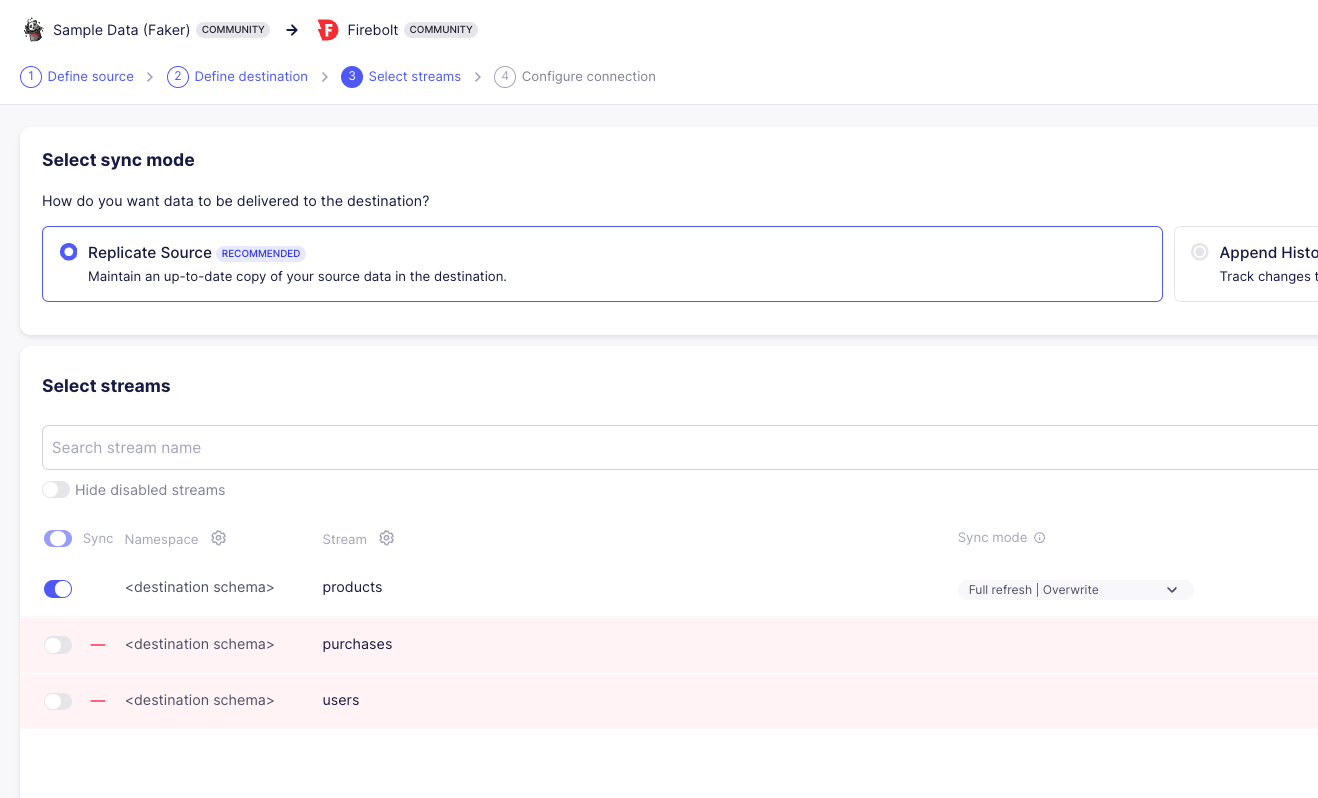 Sample Data (Faker) COMMUNITY → Firebolt COMMUNITY
1 Define source > 2 Define destination > 3 Select streams > 4 Configure connection
Select sync mode
How do you want data to be delivered to the destination?
Replicate Source RECOMMENDED
Maintain an up-to-date copy of your source data in the destination.
Append Histo
Track changes t
Select streams
Search stream name
Hide disabled streams
Sync Namespace Stream Sync mode
<destination schema> products Full refresh | Overwrite
<destination schema> purchases
<destination schema> users